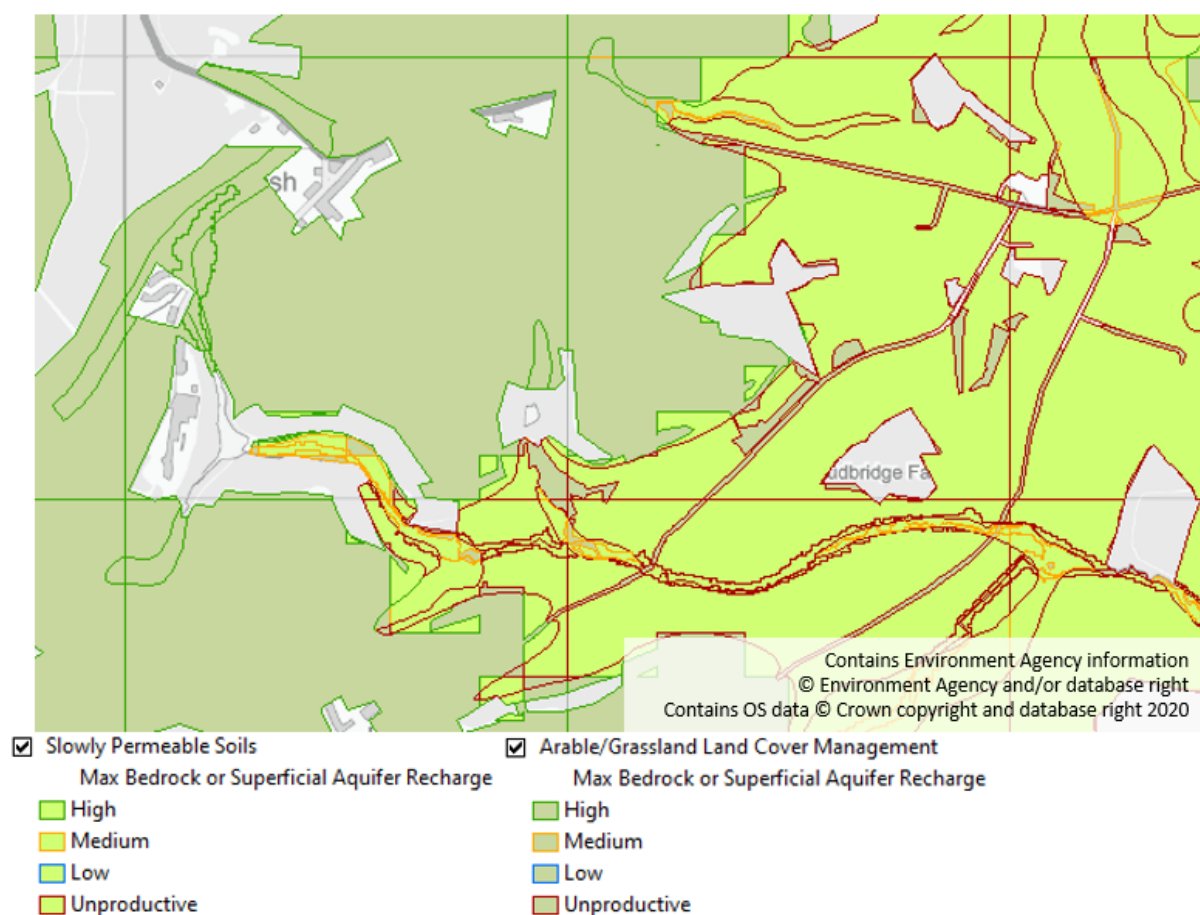 sh
údbridge Fa
Contains Environment Agency information
© Environment Agency and/or database right
Contains OS data © Crown copyright and database right 2020
Slowly Permeable Soils
Max Bedrock or Superficial Aquifer Recharge
High
Medium
Low
Unproductive
Arable/Grassland Land Cover Management
Max Bedrock or Superficial Aquifer Recharge
High
Medium
Low
Unproductive